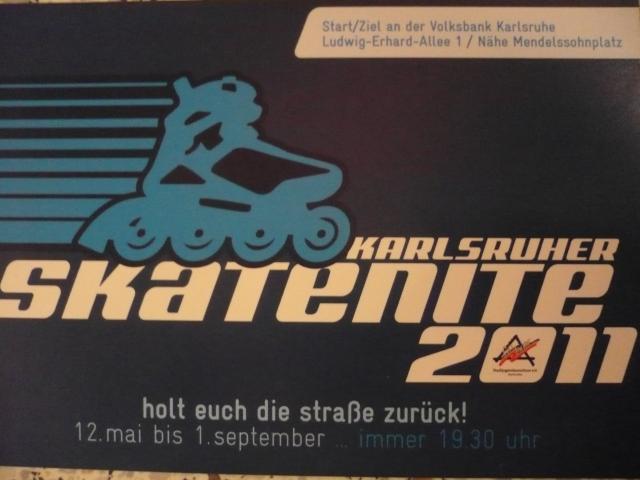 Start/Ziel an der Volksbank Karlsruhe
Ludwig-Erhard-Allee 1 / Nähe Mendelssohnplatz
KARLSRUHER
SKATENITE
2011
holt euch die straße zurück!
12.mai bis 1.september ... immer 19.30 uhr